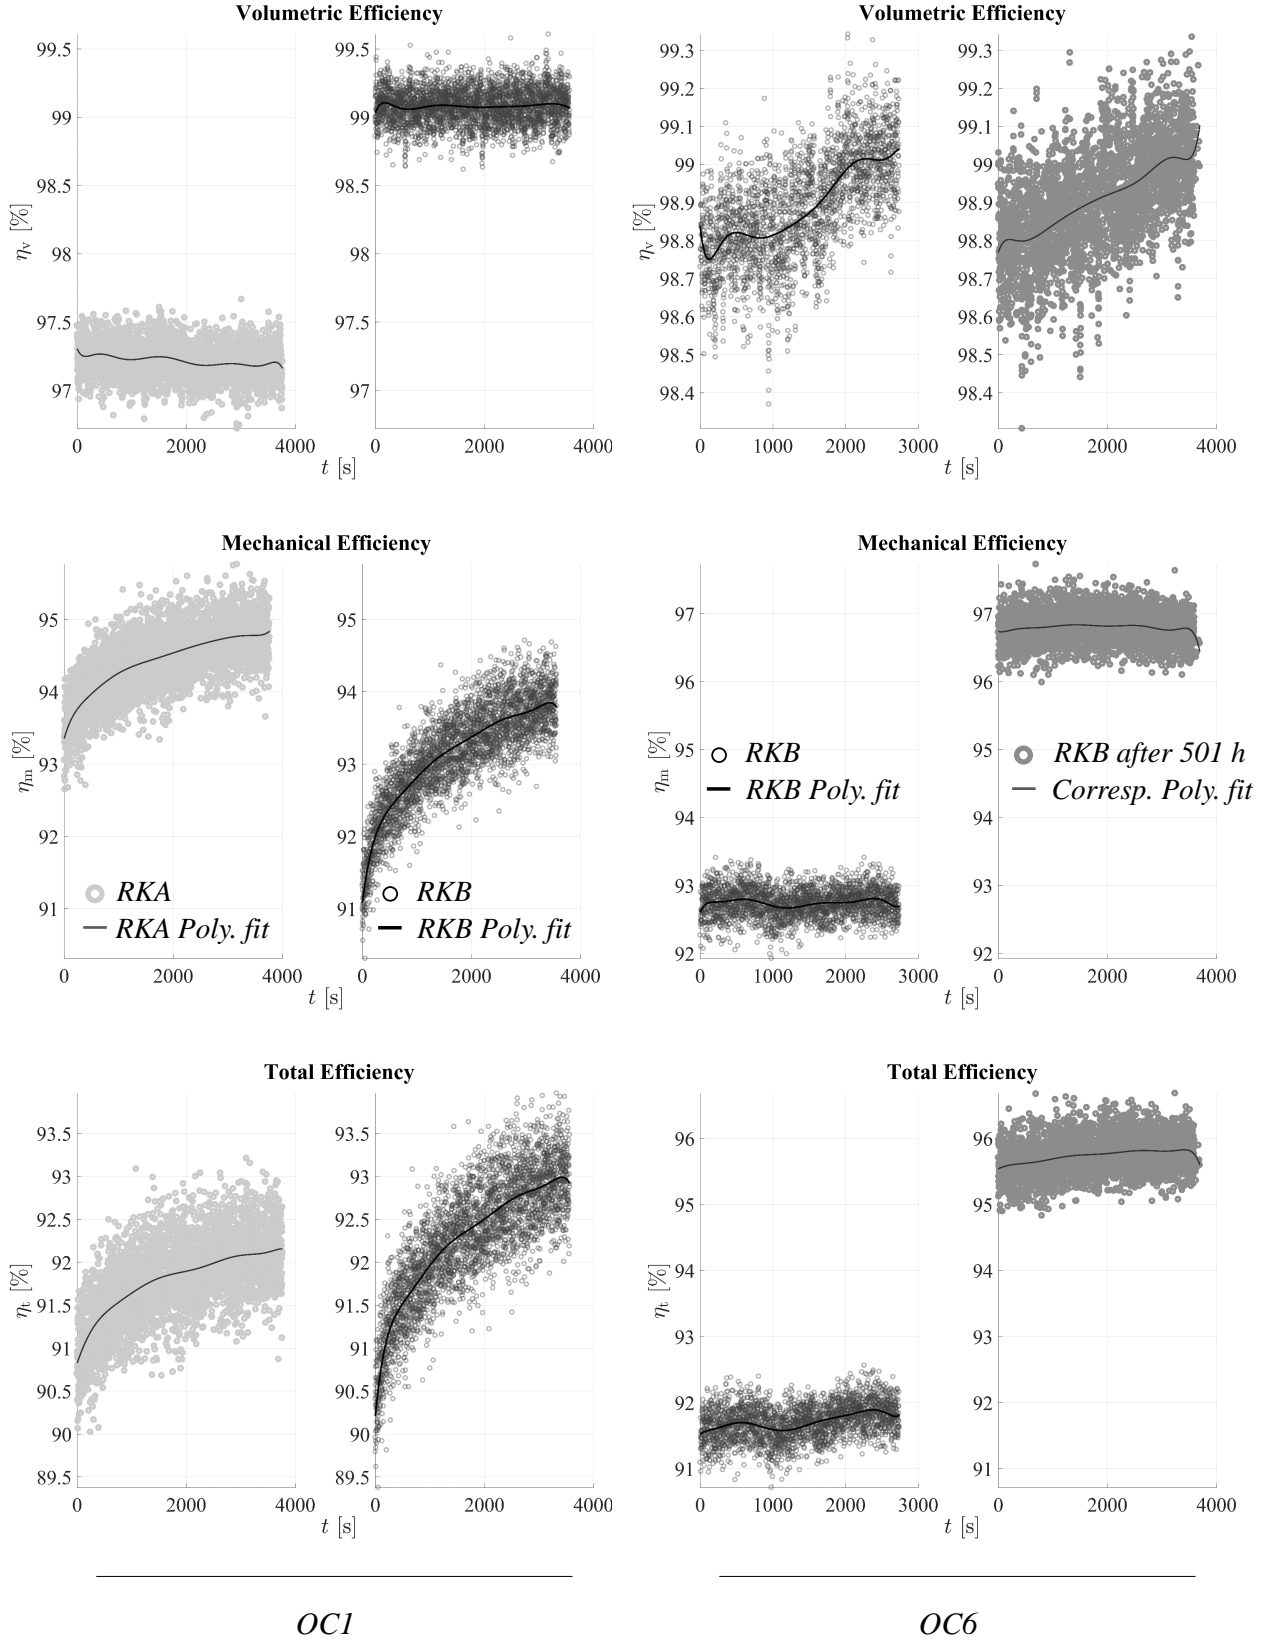 Volumetric Efficiency
Volumetric Efficiency
99.5
99
98.5
98
97.5
97
η_v [%]
0 2000 4000
99.5
99
98.5
98
97.5
97
0 2000 4000
t [s]
99.3
99.2
99.1
99
98.9
98.8
98.7
98.6
98.5
98.4
η_v [%]
0 1000 2000 3000
99.3
99.2
99.1
99
98.9
98.8
98.7
98.6
98.5
98.4
0 2000 4000
t [s]
Mechanical Efficiency
Mechanical Efficiency
95
94
93
92
91
η_m [%]
RKA
RKA Poly. fit
0 2000 4000
95
94
93
92
91
RKB
RKB Poly. fit
0 2000 4000
t [s]
97
96
95
94
93
92
η_m [%]
RKB
RKB Poly. fit
0 1000 2000 3000
97
96
95
94
93
92
RKB after 501 h
Corresp. Poly. fit
0 2000 4000
t [s]
Total Efficiency
Total Efficiency
93.5
93
92.5
92
91.5
91
90.5
90
89.5
η_t [%]
0 2000 4000
93.5
93
92.5
92
91.5
91
90.5
90
89.5
0 2000 4000
t [s]
96
95
94
93
92
91
η_t [%]
0 1000 2000 3000
96
95
94
93
92
91
0 2000 4000
t [s]
OC1
OC6